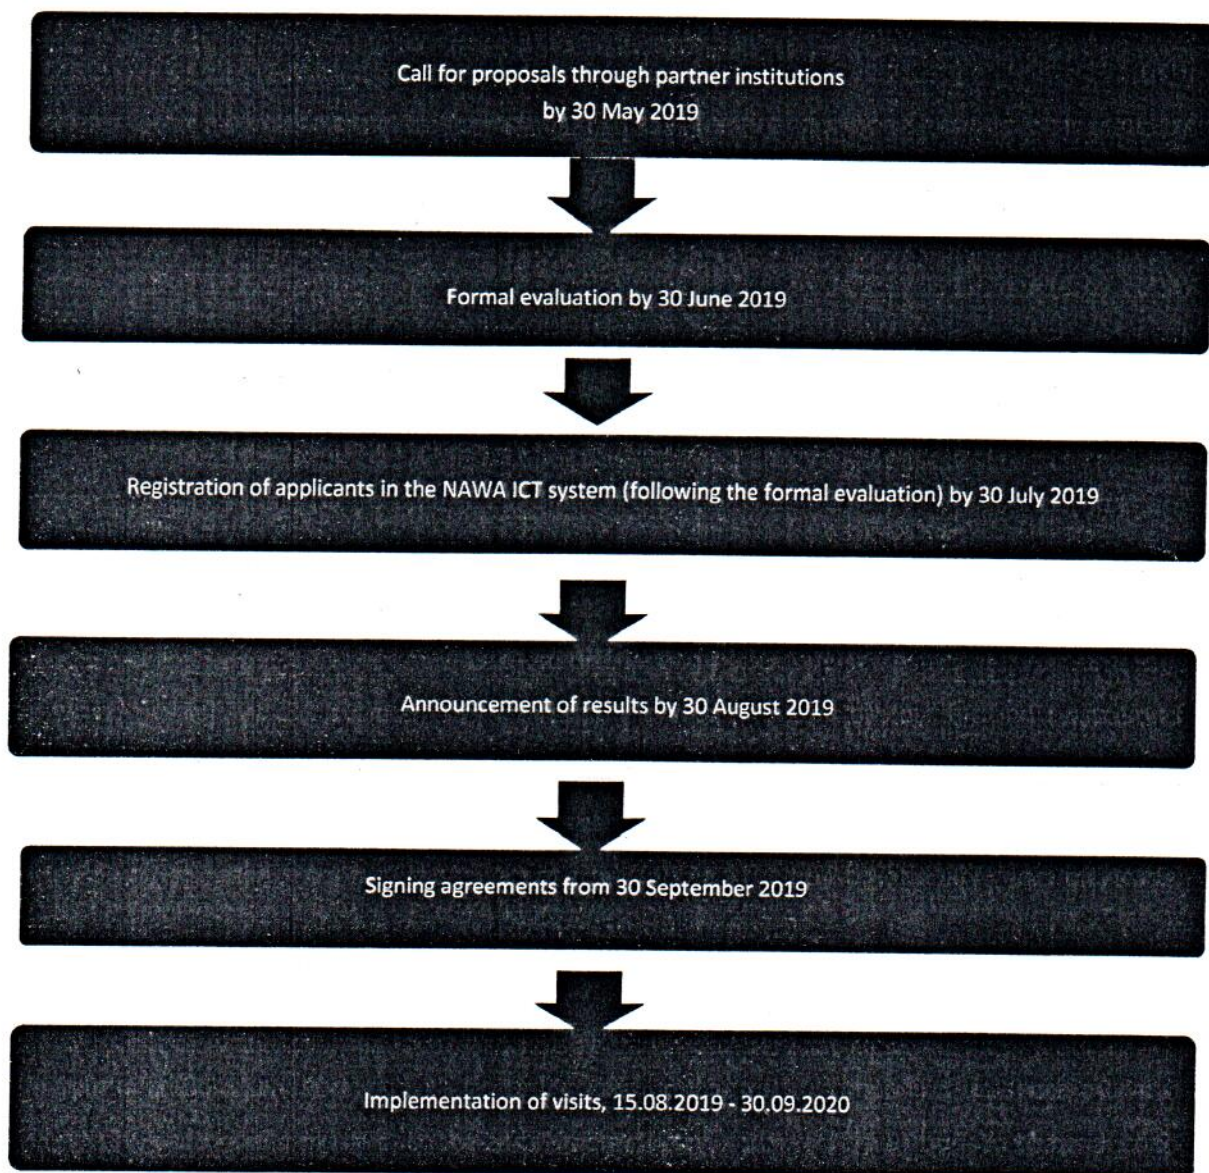 Call for proposals through partner institutions
by 30 May 2019
Formal evaluation by 30 June 2019
Registration of applicants in the NAWA ICT system (following the formal evaluation) by 30 July 2019
Announcement of results by 30 August 2019
Signing agreements from 30 September 2019
Implementation of visits, 15.08.2019 - 30.09.2020